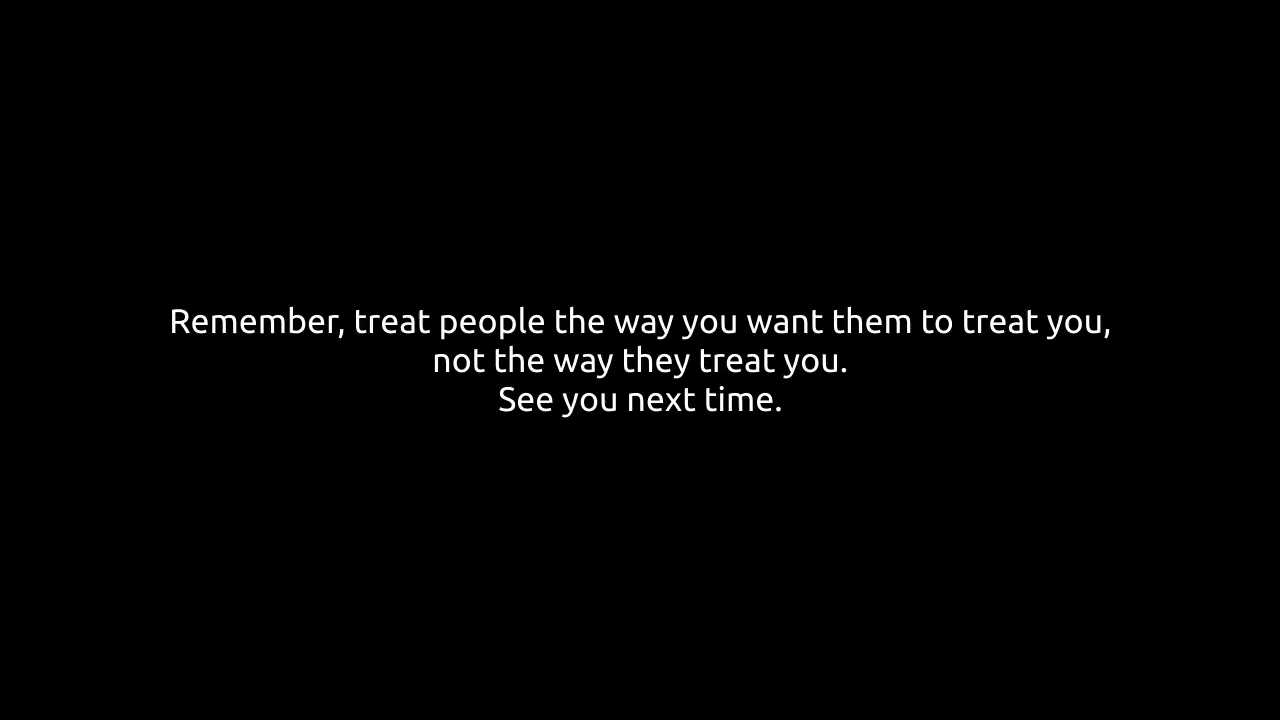 Remember, treat people the way you want them to treat you,
not the way they treat you.
See you next time.